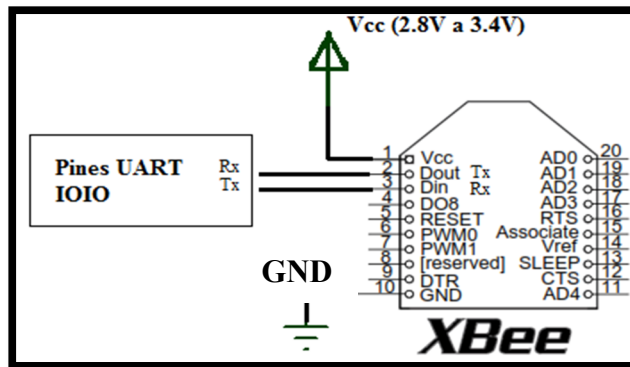 Vcc (2.8V a 3.4V)
Pines UART Rx
IOIO Tx
1 Vcc AD0 20
2 Dout Tx AD1 19
3 Din Rx AD2 18
4 DO8 AD3 17
5 RESET RTS 16
6 PWM0 Associate 15
7 PWM1 Vref 14
8 [reserved] SLEEP 13
9 DTR CTS 12
10 GND AD4 11
GND
XBee